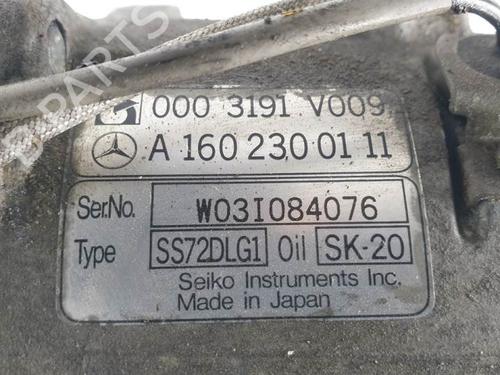 000 3191 V009
A 160 230 01 11
Ser.No. W03I084076
Type SS72DLG1 Oil SK-20
Seiko Instruments Inc.
Made in Japan
PARTS